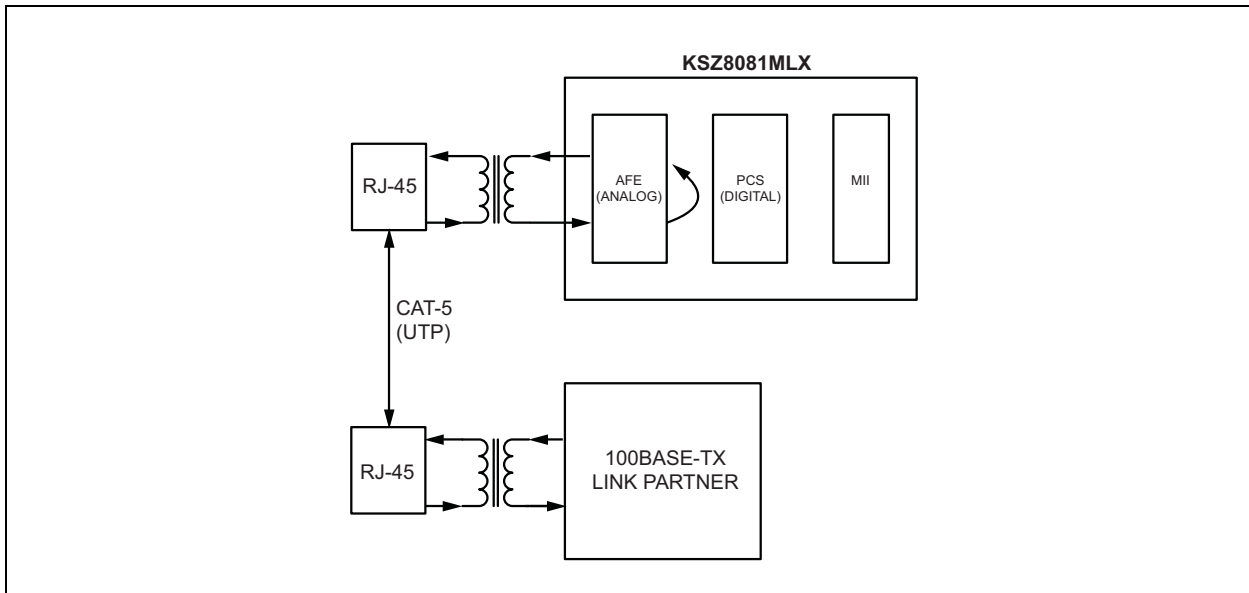 KSZ8081MLX
RJ-45
AFE
(ANALOG)
PCS
(DIGITAL)
MII
CAT-5
(UTP)
RJ-45
100BASE-TX
LINK PARTNER